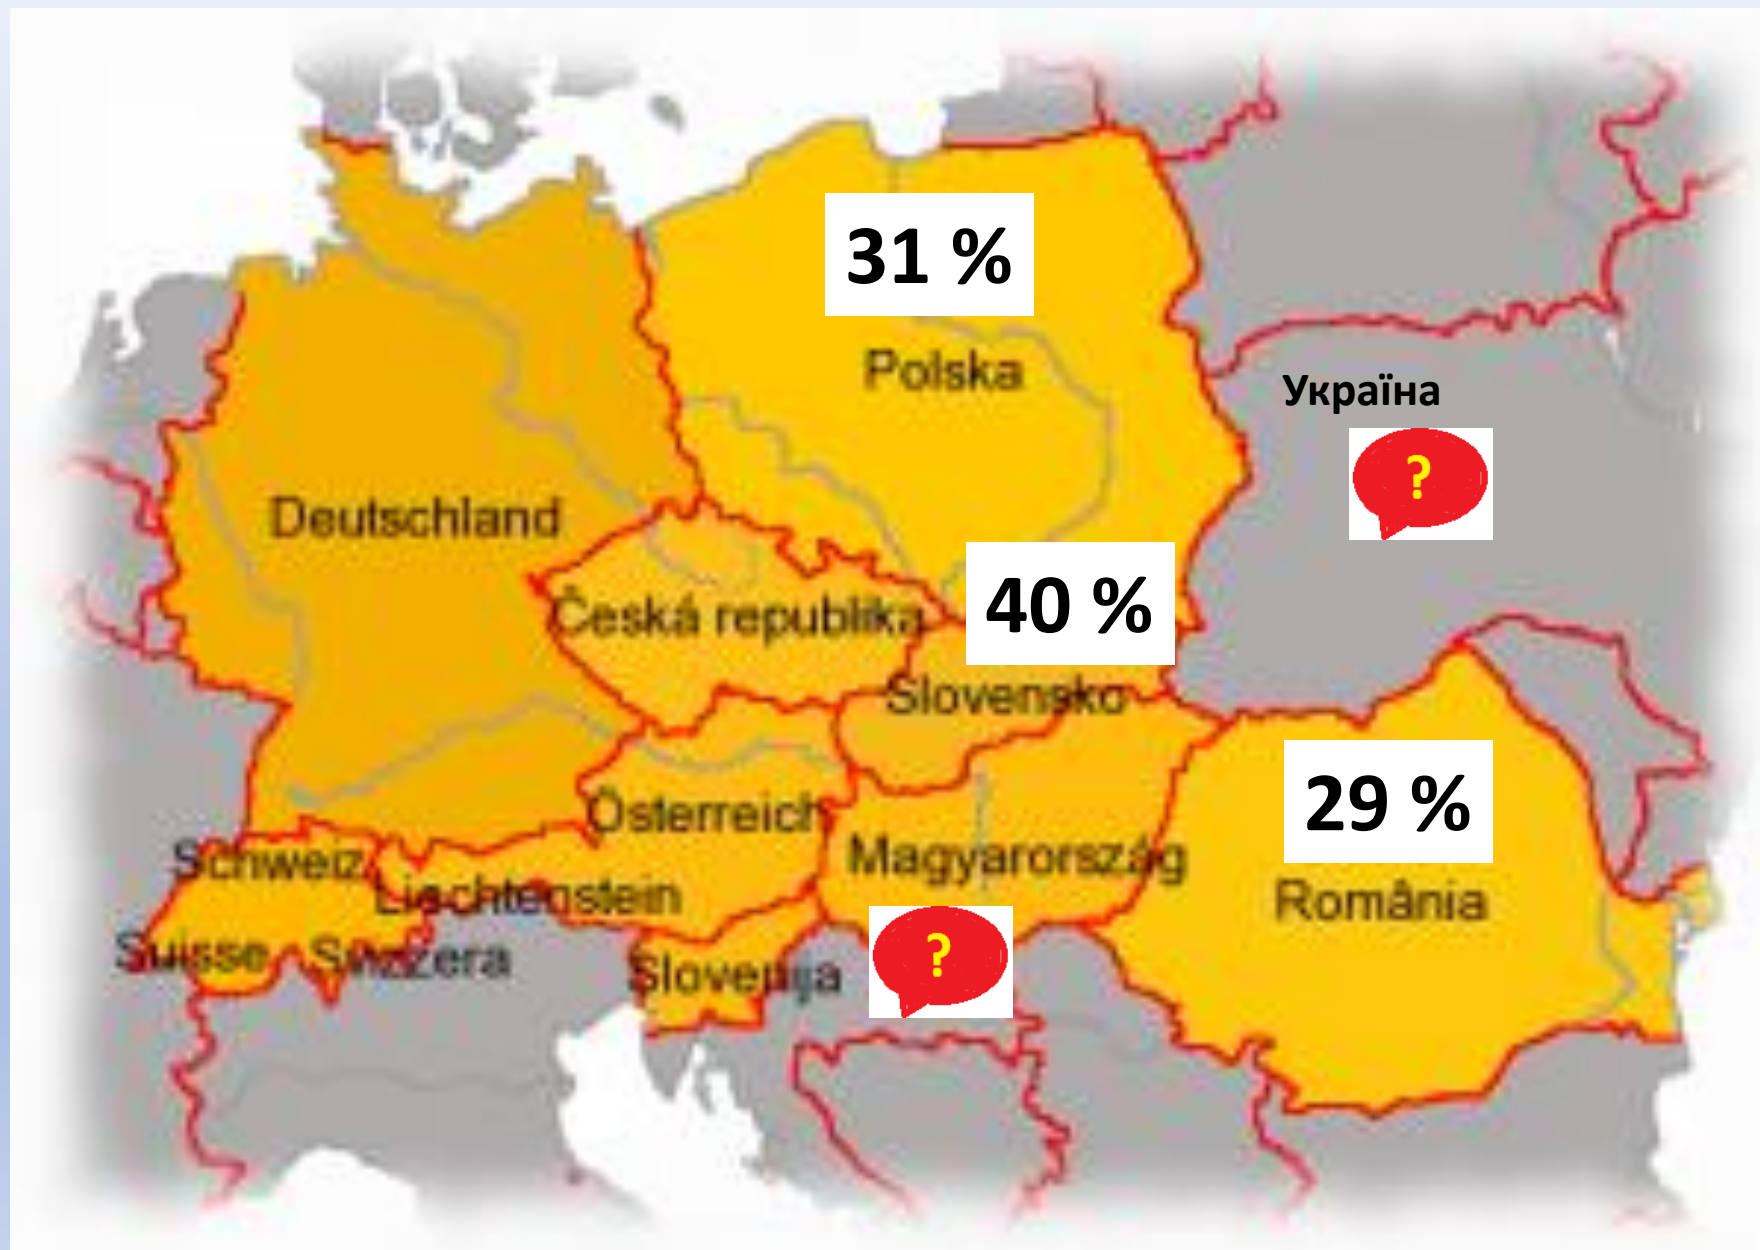 31 %
Polska
Україна
?
Deutschland
40 %
Česká republika
Slovensko
29 %
Österreich
Schweiz
Magyarország
Liechtenstein
România
?
Suisse
Svizzera
Slovenija